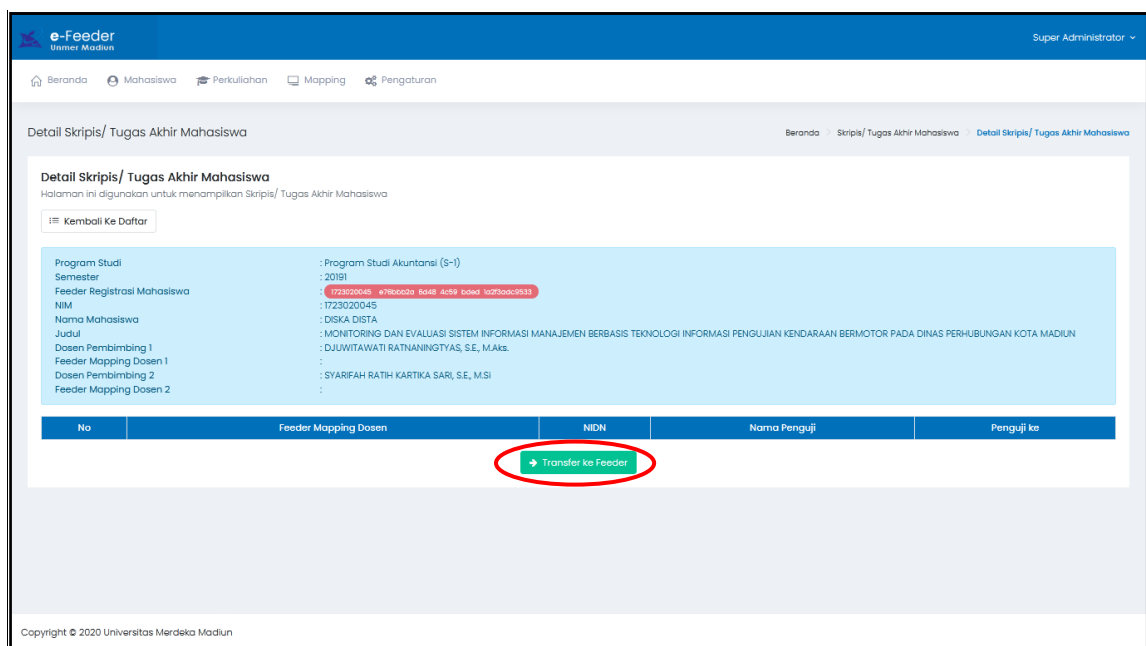 e-Feeder
Unmer Madiun
Super Administrator
Beranda Mahasiswa Perkuliahan Mapping Pengaturan
Detail Skripis/ Tugas Akhir Mahasiswa
Beranda Skripis/ Tugas Akhir Mahasiswa Detail Skripis/ Tugas Akhir Mahasiswa
Detail Skripis/ Tugas Akhir Mahasiswa
Halaman ini digunakan untuk menampilkan Skripis/ Tugas Akhir Mahasiswa
Kembali Ke Daftar
Program Studi : Program Studi Akuntansi (S-1)
Semester : 20191
Feeder Registrasi Mahasiswa : 1723020045 e76bbb2a 6d48 4c59 bded 1a2f3adc9533
NIM : 1723020045
Nama Mahasiswa : DISKA DISTA
Judul : MONITORING DAN EVALUASI SISTEM INFORMASI MANAJEMEN BERBASIS TEKNOLOGI INFORMASI PENGUJIAN KENDARAAN BERMOTOR PADA DINAS PERHUBUNGAN KOTA MADIUN
Dosen Pembimbing 1 : DJUWITAWATI RATNANINGTYAS, S.E., M.Aks.
Feeder Mapping Dosen 1 :
Dosen Pembimbing 2 : SYARIFAH RATIH KARTIKA SARI, S.E., M.Si
Feeder Mapping Dosen 2 :
No Feeder Mapping Dosen NIDN Nama Penguji Penguji ke
Transfer ke Feeder
Copyright © 2020 Universitas Merdeka Madiun